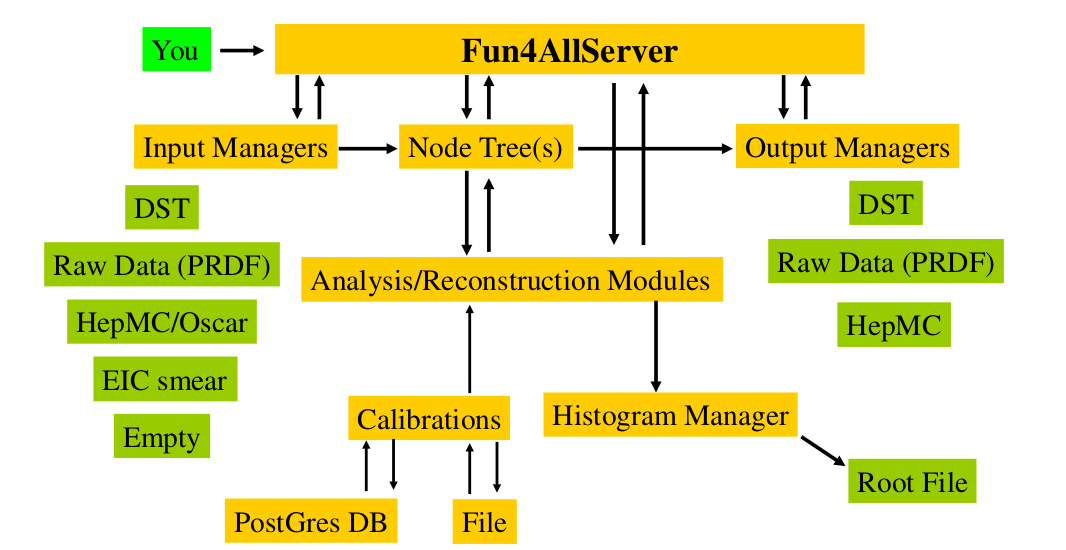 You
Fun4AllServer
Input Managers
Node Tree(s)
Output Managers
DST
Raw Data (PRDF)
HepMC/Oscar
EIC smear
Empty
DST
Raw Data (PRDF)
HepMC
Analysis/Reconstruction Modules
Calibrations
Histogram Manager
PostGres DB
File
Root File